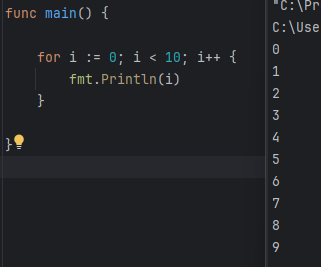 func main() {
for i := 0; i < 10; i++ {
fmt.Println(i)
}
}
C:\Pr
C:\Use
0
1
2
3
4
5
6
7
8
9